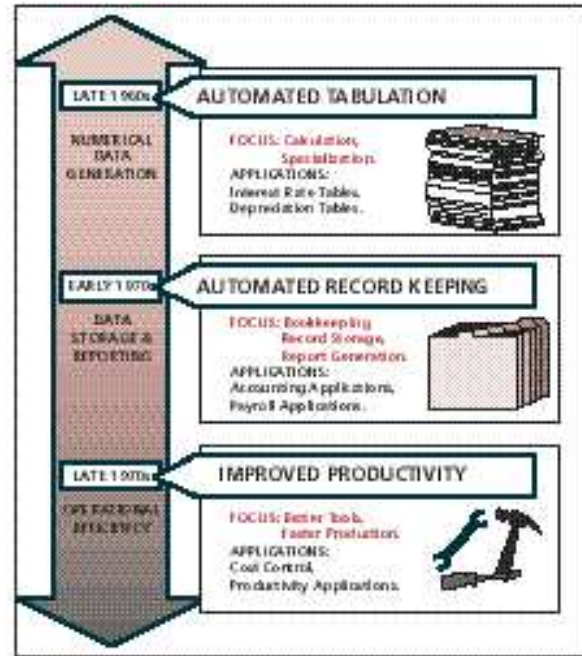 LATE 1960s
AUTOMATED TABULATION
NUMERICAL
DATA
GENERATION
FOCUS: Calculation,
Specialization.
APPLICATIONS:
Interest Rate Tables,
Depreciation Tables.
EARLY 1970s
AUTOMATED RECORD KEEPING
DATA
STORAGE &
REPORTING
FOCUS: Bookkeeping
Record Storage,
Report Generation.
APPLICATIONS:
Accounting Applications,
Payroll Applications.
LATE 1970s
IMPROVED PRODUCTIVITY
OPERATIONAL
EFFICIENCY
FOCUS: Better Tools,
Faster Production.
APPLICATIONS:
Cost Control,
Productivity Applications.